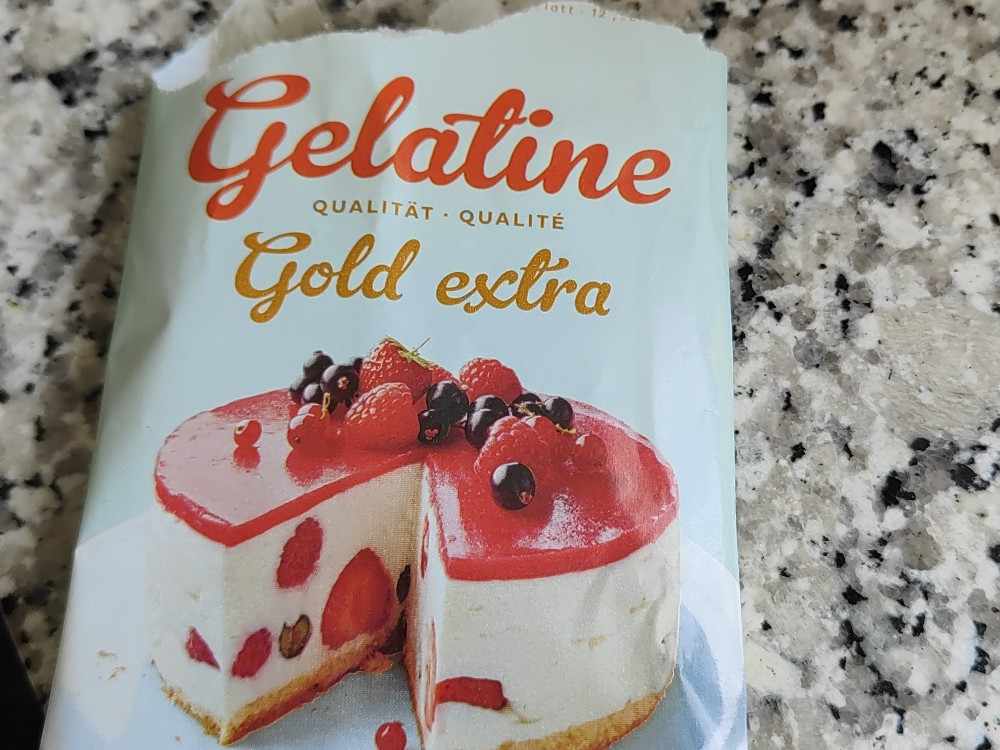 Gelatine
QUALITÄT · QUALITÉ
Gold extra